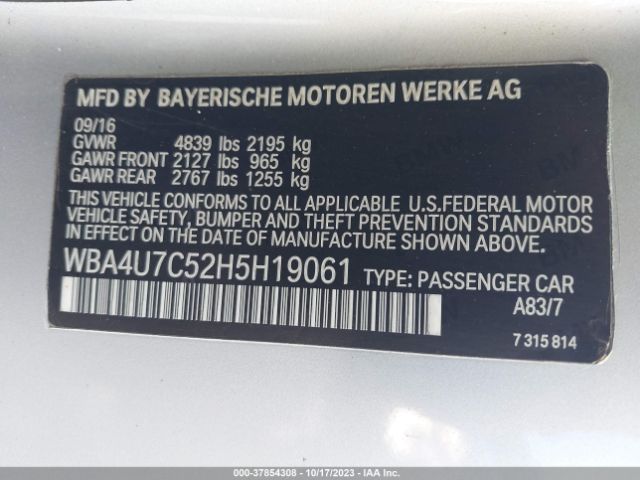 MFD BY BAYERISCHE MOTOREN WERKE AG
09/16
GVWR 4839 lbs 2195 kg
GAWR FRONT 2127 lbs 965 kg
GAWR REAR 2767 lbs 1255 kg
THIS VEHICLE CONFORMS TO ALL APPLICABLE U.S.FEDERAL MOTOR
VEHICLE SAFETY, BUMPER AND THEFT PREVENTION STANDARDS
IN EFFECT ON THE DATE OF MANUFACTURE SHOWN ABOVE.
WBA4U7C52H5H19061 TYPE: PASSENGER CAR
A83/7
7 315 814
000-37854308 - 10/17/2023 - IAA Inc. (c) COPYRIGHT